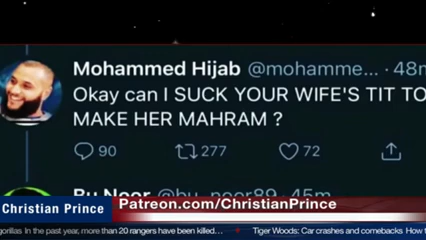 Mohammed Hijab @mohamme... · 48m
Okay can I SUCK YOUR WIFE'S TIT TO
MAKE HER MAHRAM ?
90 277 72
Bu Noor @bu_noor89 · 45m
Christian Prince
Patreon.com/ChristianPrince
gorillas In the past year, more than 20 rangers have been killed...
Tiger Woods: Car crashes and comebacks How t